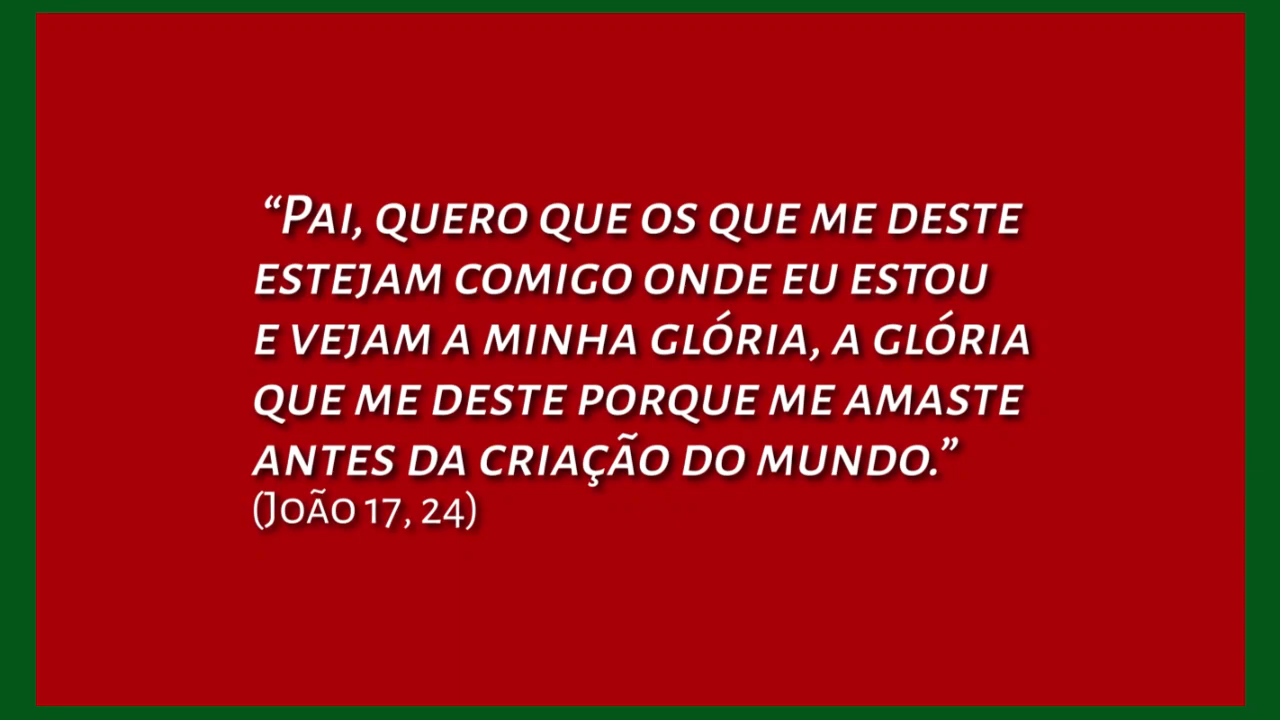 “Pai, quero que os que me deste
estejam comigo onde eu estou
e vejam a minha glória, a glória
que me deste porque me amaste
antes da criação do mundo.”
(João 17, 24)